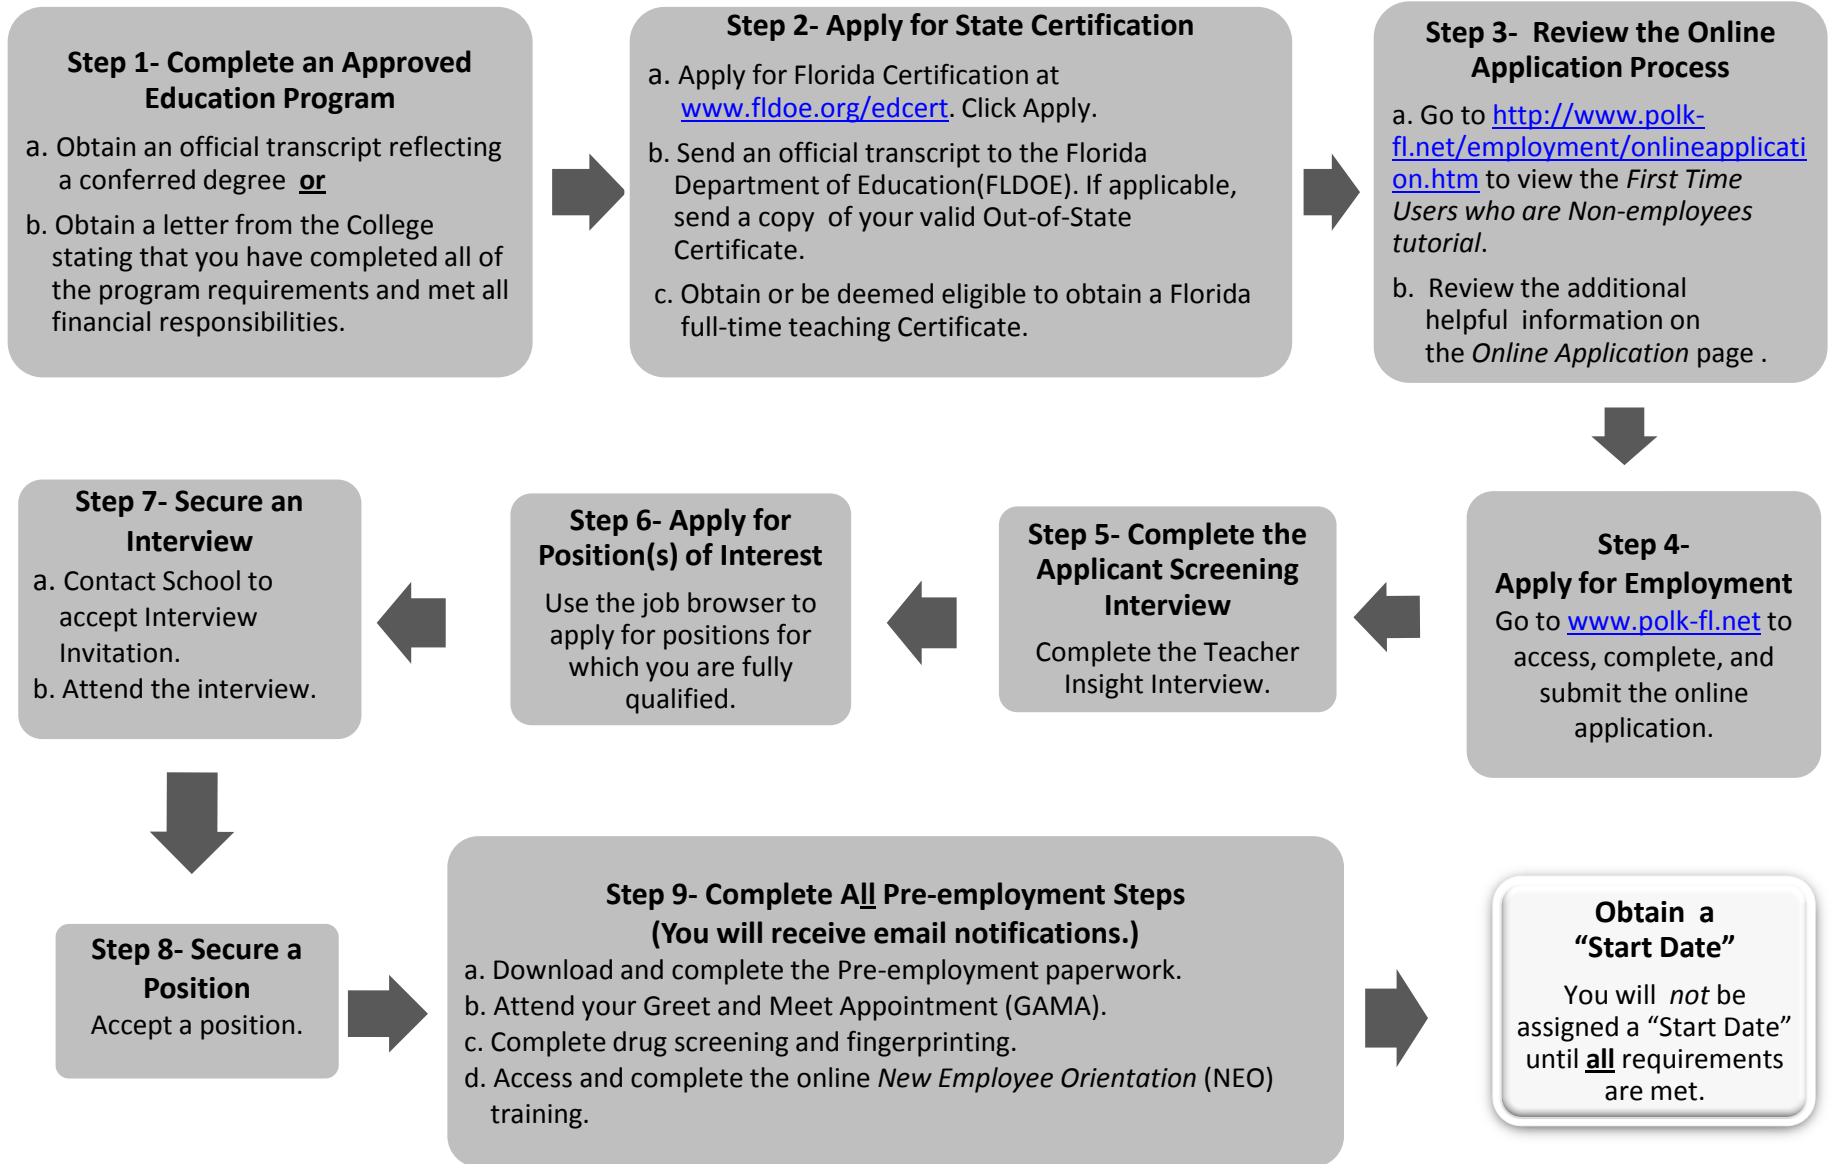 Step 1- Complete an Approved
Education Program
a. Obtain an official transcript reflecting
a conferred degree or
b. Obtain a letter from the College
stating that you have completed all of
the program requirements and met all
financial responsibilities.
Step 2- Apply for State Certification
a. Apply for Florida Certification at
www.fldoe.org/edcert. Click Apply.
b. Send an official transcript to the Florida
Department of Education(FLDOE). If applicable,
send a copy of your valid Out-of-State
Certificate.
c. Obtain or be deemed eligible to obtain a Florida
full-time teaching Certificate.
Step 3- Review the Online
Application Process
a. Go to http://www.polk-
fl.net/employment/onlineapplicati
on.htm to view the First Time
Users who are Non-employees
tutorial.
b. Review the additional
helpful information on
the Online Application page .
Step 4-
Apply for Employment
Go to www.polk-fl.net to
access, complete, and
submit the online
application.
Step 5- Complete the
Applicant Screening
Interview
Complete the Teacher
Insight Interview.
Step 6- Apply for
Position(s) of Interest
Use the job browser to
apply for positions for
which you are fully
qualified.
Step 7- Secure an
Interview
a. Contact School to
accept Interview
Invitation.
b. Attend the interview.
Step 8- Secure a
Position
Accept a position.
Step 9- Complete All Pre-employment Steps
(You will receive email notifications.)
a. Download and complete the Pre-employment paperwork.
b. Attend your Greet and Meet Appointment (GAMA).
c. Complete drug screening and fingerprinting.
d. Access and complete the online New Employee Orientation (NEO)
training.
Obtain a
“Start Date”
You will not be
assigned a “Start Date”
until all requirements
are met.